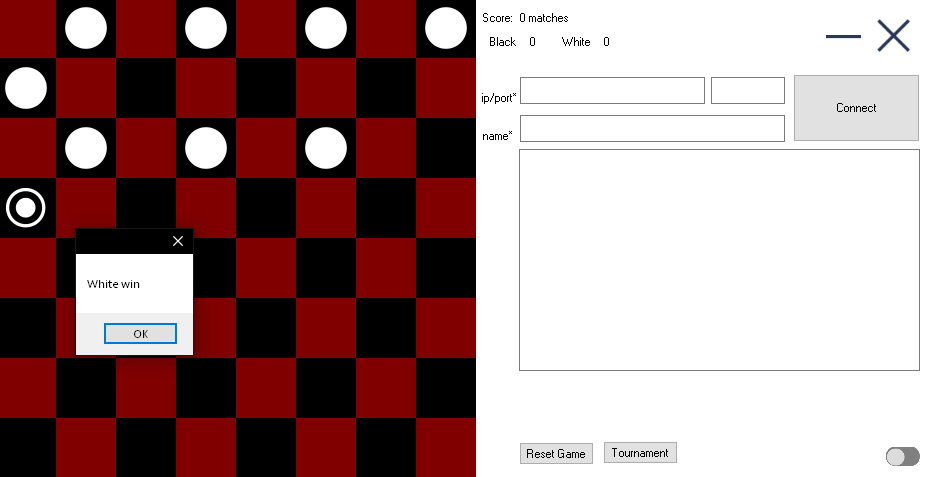 Score: 0 matches
Black 0 White 0
ip/port*
Connect
name*
White win
OK
Reset Game
Tournament